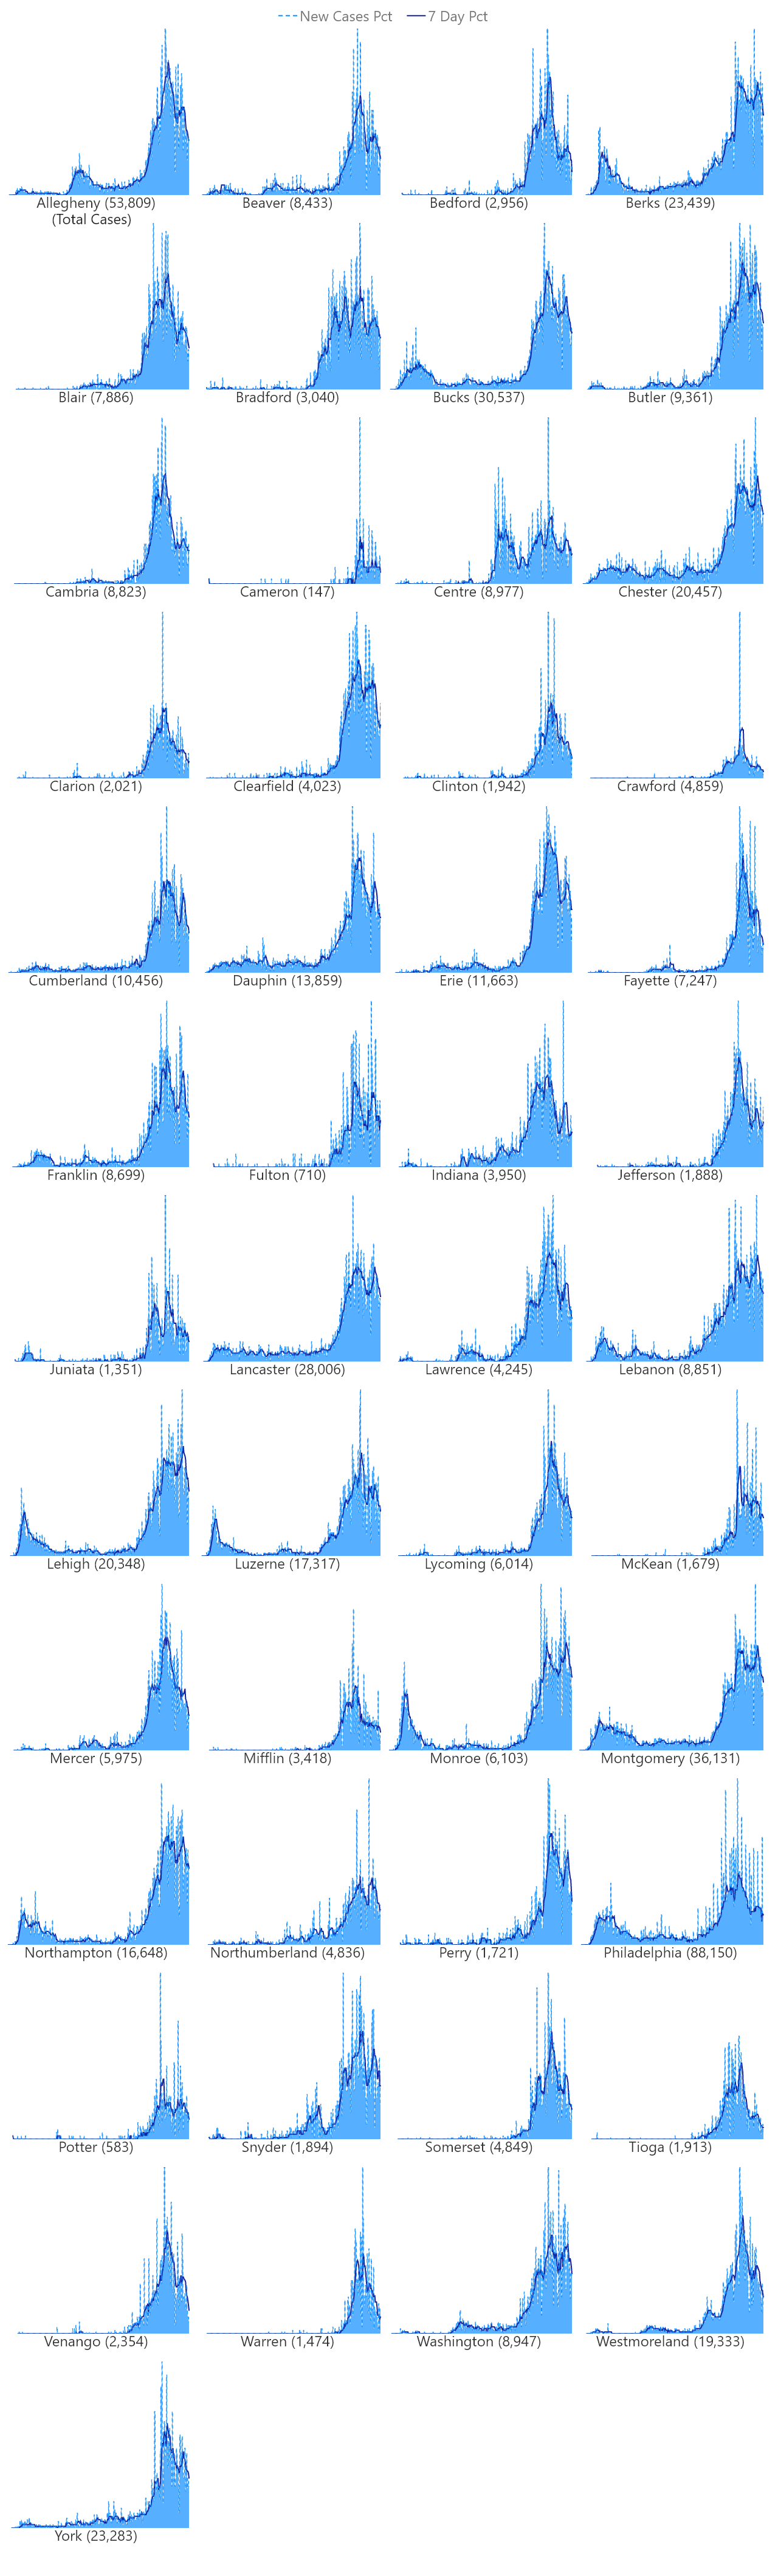 New Cases Pct 7 Day Pct
Allegheny (53,809) Beaver (8,433) Bedford (2,956) Berks (23,439)
(Total Cases)
Blair (7,886) Bradford (3,040) Bucks (30,537) Butler (9,361)
Cambria (8,823) Cameron (147) Centre (8,977) Chester (20,457)
Clarion (2,021) Clearfield (4,023) Clinton (1,942) Crawford (4,859)
Cumberland (10,456) Dauphin (13,859) Erie (11,663) Fayette (7,247)
Franklin (8,699) Fulton (710) Indiana (3,950) Jefferson (1,888)
Juniata (1,351) Lancaster (28,006) Lawrence (4,245) Lebanon (8,851)
Lehigh (20,348) Luzerne (17,317) Lycoming (6,014) McKean (1,679)
Mercer (5,975) Mifflin (3,418) Monroe (6,103) Montgomery (36,131)
Northampton (16,648) Northumberland (4,836) Perry (1,721) Philadelphia (88,150)
Potter (583) Snyder (1,894) Somerset (4,849) Tioga (1,913)
Venango (2,354) Warren (1,474) Washington (8,947) Westmoreland (19,333)
York (23,283)